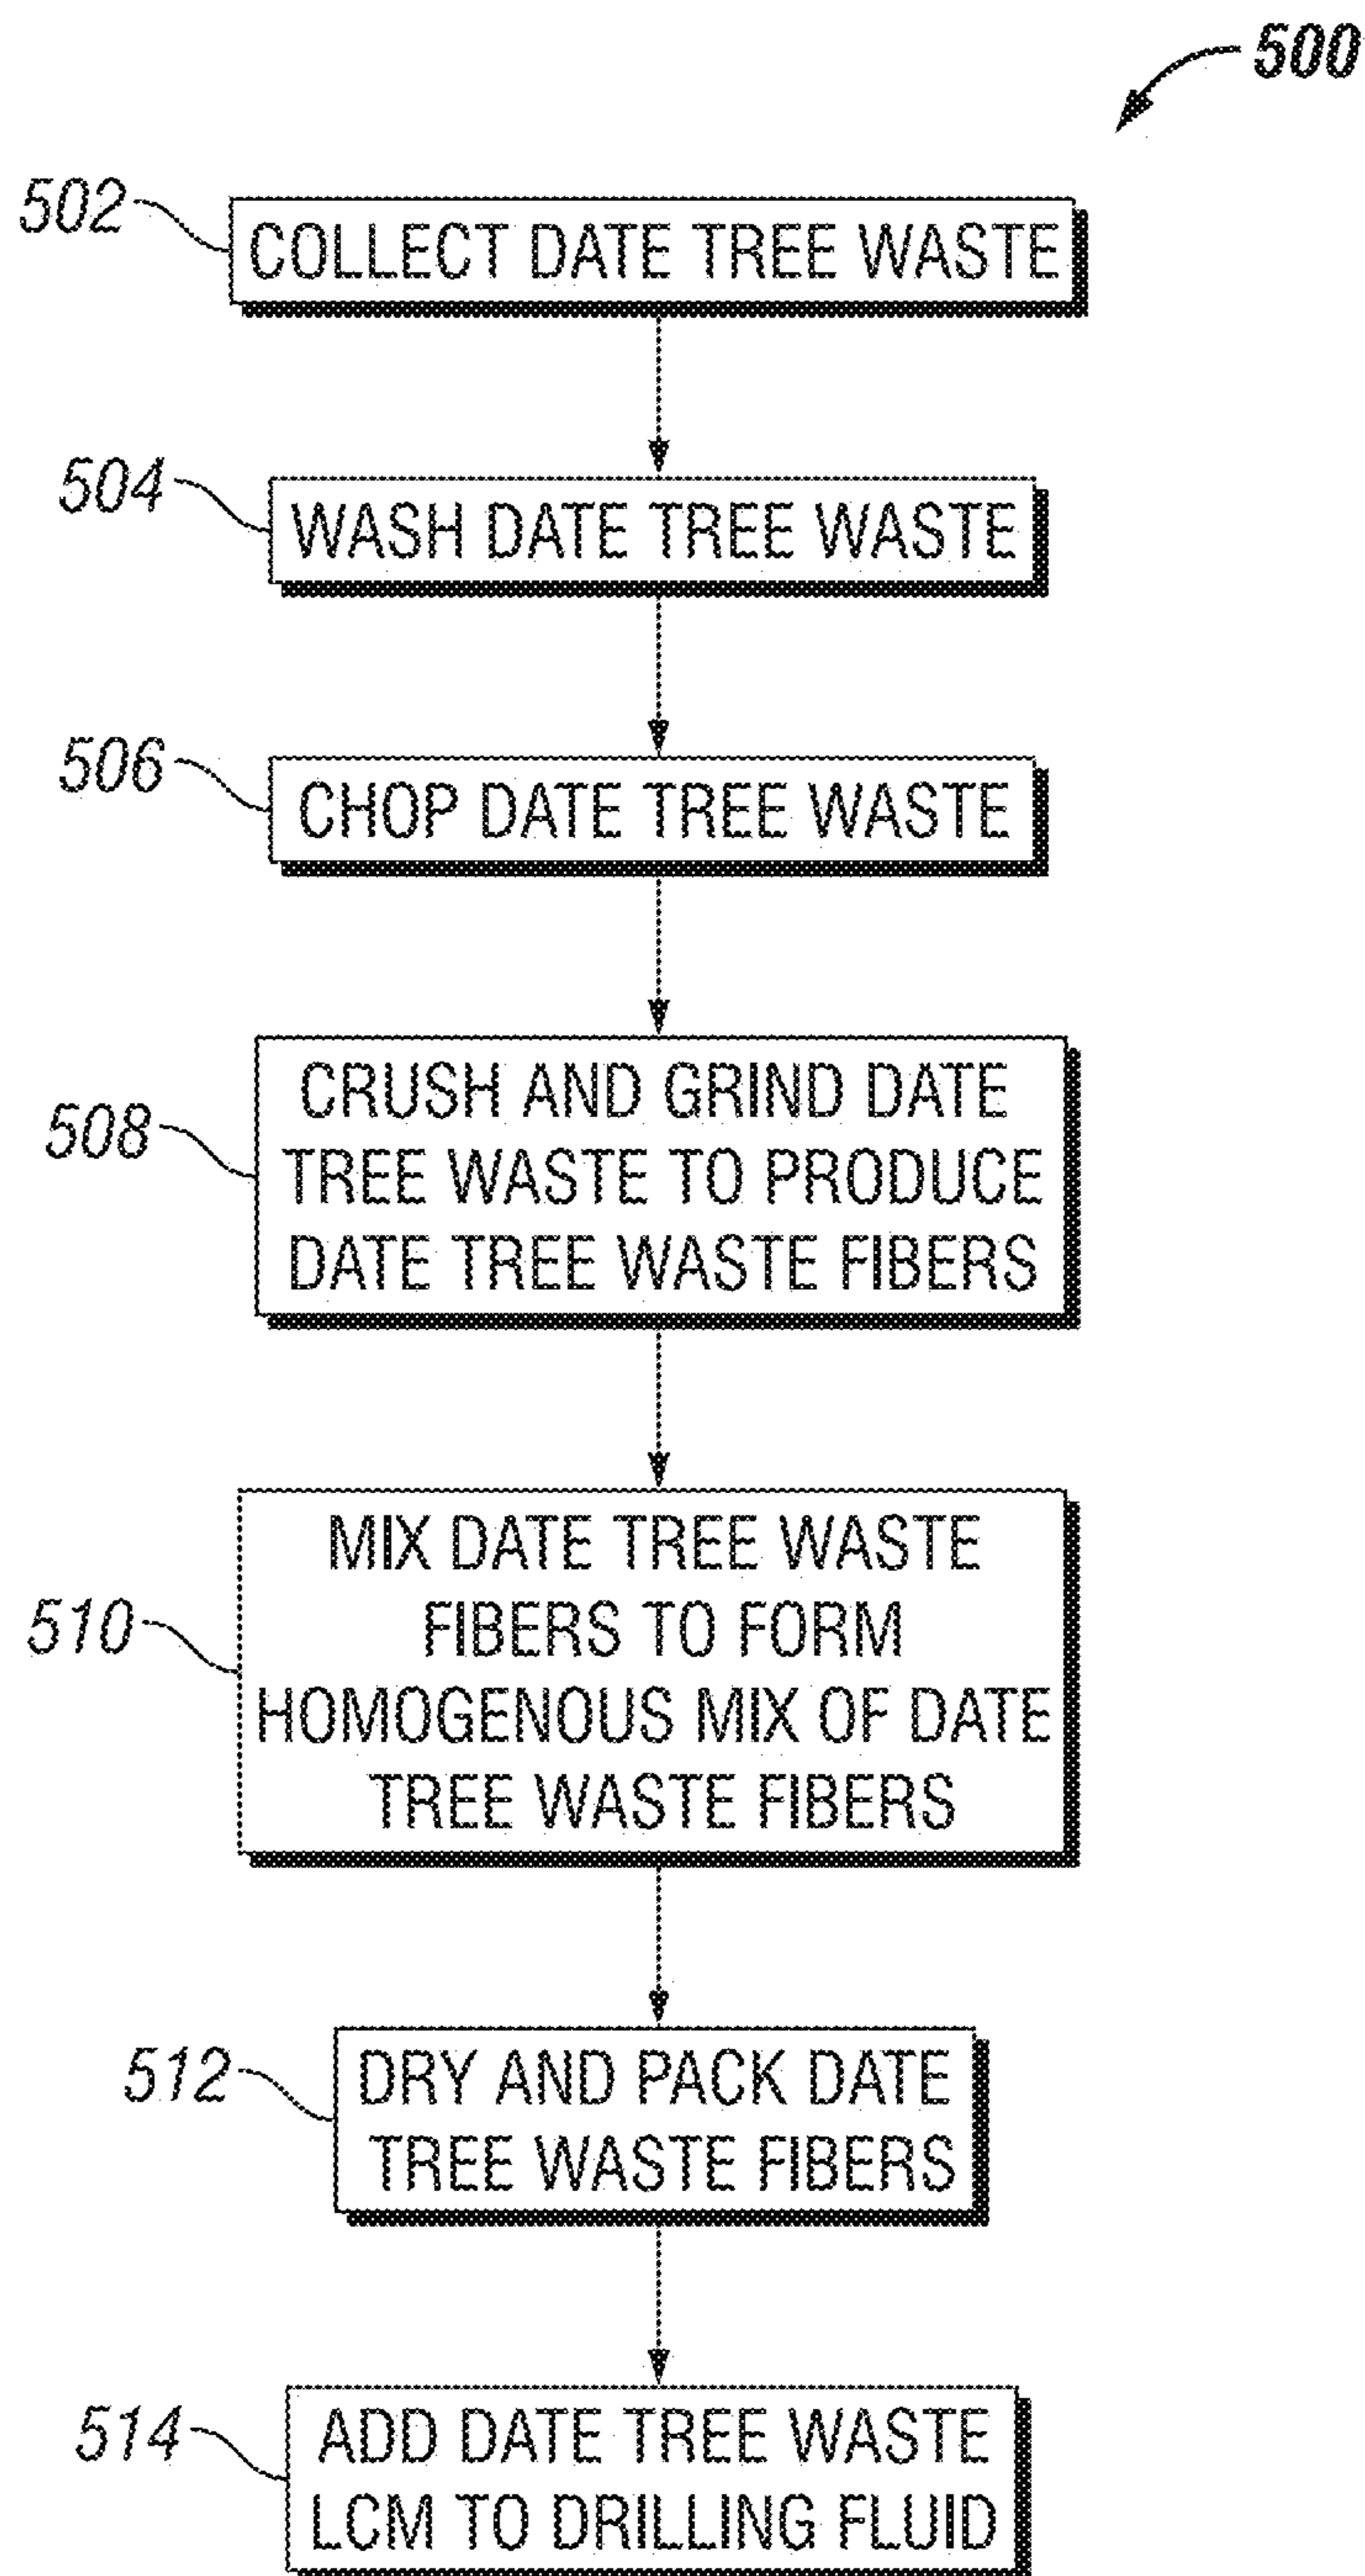 500
502
COLLECT DATE TREE WASTE
504
WASH DATE TREE WASTE
506
CHOP DATE TREE WASTE
508
CRUSH AND GRIND DATE
TREE WASTE TO PRODUCE
DATE TREE WASTE FIBERS
510
MIX DATE TREE WASTE
FIBERS TO FORM
HOMOGENOUS MIX OF DATE
TREE WASTE FIBERS
512
DRY AND PACK DATE
TREE WASTE FIBERS
514
ADD DATE TREE WASTE
LCM TO DRILLING FLUID